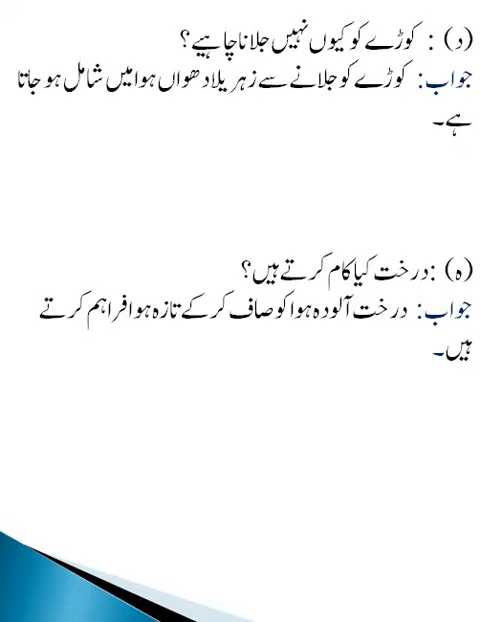 (د) : کوڑے کو کیوں نہیں جلانا چاہیے؟
جواب: کوڑے کو جلانے سے زہریلا دھواں ہوا میں شامل ہو جاتا
ہے۔
(ہ) :درخت کیا کام کرتے ہیں؟
جواب: درخت آلودہ ہوا کو صاف کر کے تازہ ہوا فراہم کرتے
ہیں۔